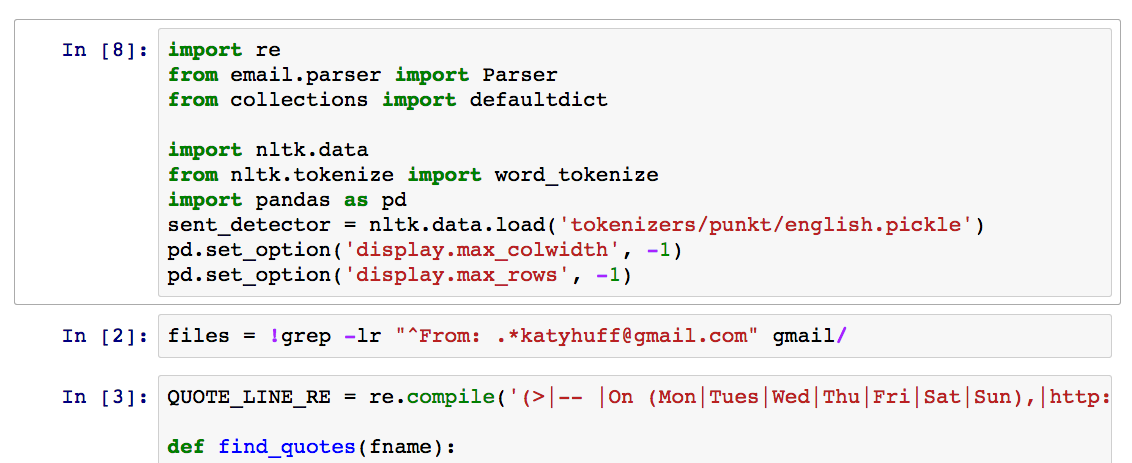 In [8]: import re
from email.parser import Parser
from collections import defaultdict
import nltk.data
from nltk.tokenize import word_tokenize
import pandas as pd
sent_detector = nltk.data.load('tokenizers/punkt/english.pickle')
pd.set_option('display.max_colwidth', -1)
pd.set_option('display.max_rows', -1)
In [2]: files = !grep -lr "^From: .*katyhuff@gmail.com" gmail/
In [3]: QUOTE_LINE_RE = re.compile('(>|-- |On (Mon|Tues|Wed|Thu|Fri|Sat|Sun),|http:
def find_quotes(fname):